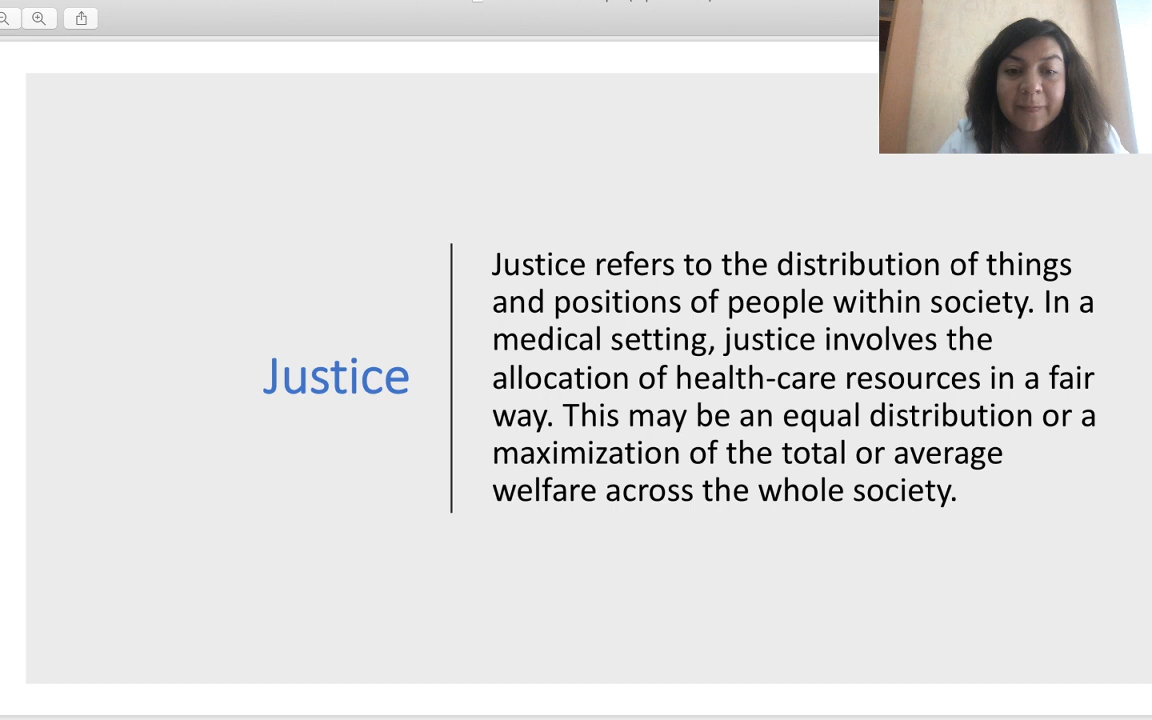 Justice
Justice refers to the distribution of things
and positions of people within society. In a
medical setting, justice involves the
allocation of health-care resources in a fair
way. This may be an equal distribution or a
maximization of the total or average
welfare across the whole society.